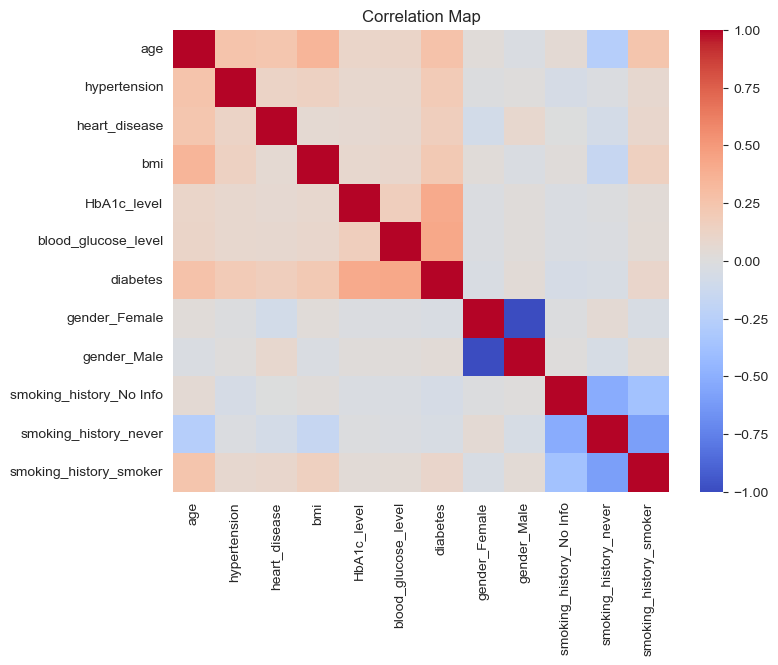 Correlation Map
age
hypertension
heart_disease
bmi
HbA1c_level
blood_glucose_level
diabetes
gender_Female
gender_Male
smoking_history_No Info
smoking_history_never
smoking_history_smoker
age
hypertension
heart_disease
bmi
HbA1c_level
blood_glucose_level
diabetes
gender_Female
gender_Male
smoking_history_No Info
smoking_history_never
smoking_history_smoker
1.00
0.75
0.50
0.25
0.00
−0.25
−0.50
−0.75
−1.00